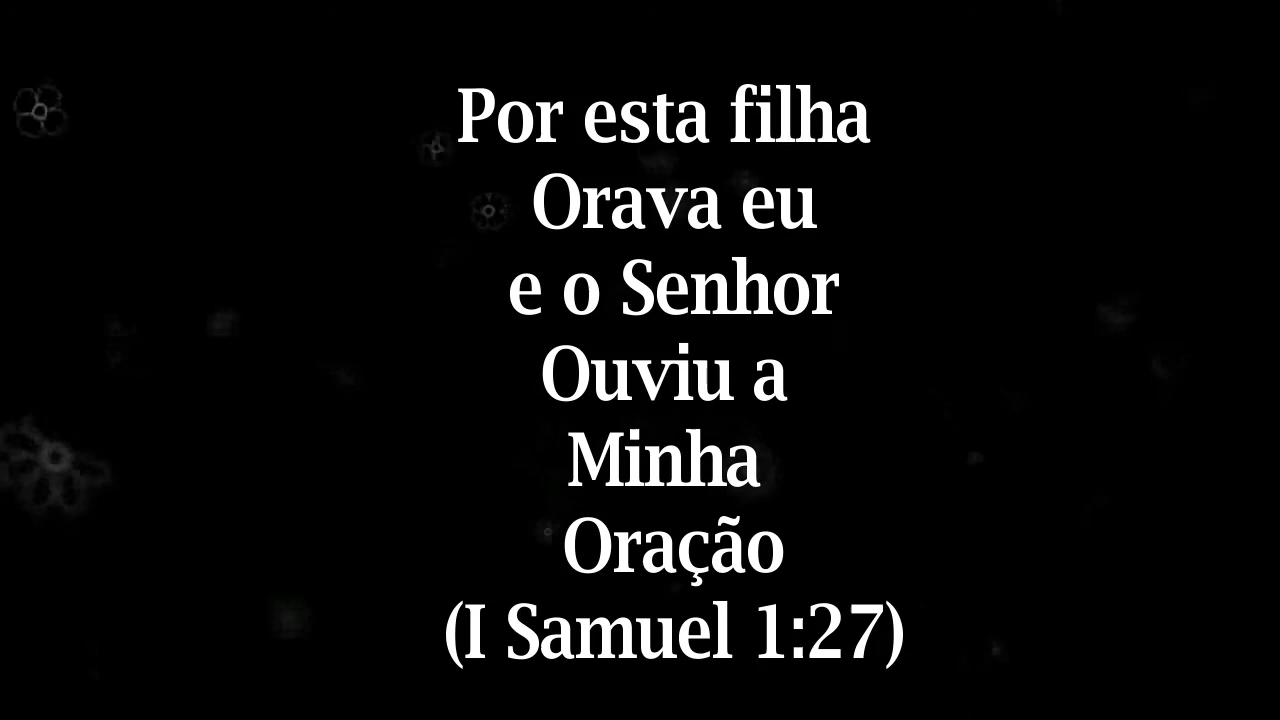 Por esta filha
Orava eu
e o Senhor
Ouviu a
Minha
Oração
(I Samuel 1:27)